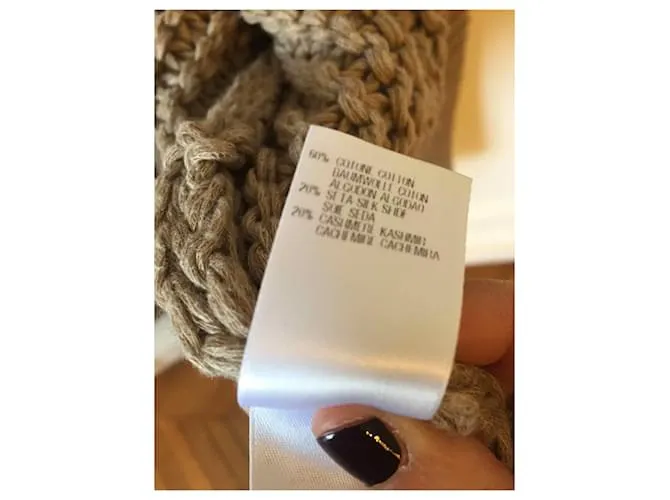 60% COTONE COTTON
BAUMWOLLE COTON
ALGODON ALGODAO
20% SETA SILK SEIDE
SOIE SEDA
20% CASHMERE KASHMIR
CACHEMIRE CACHEMIRA